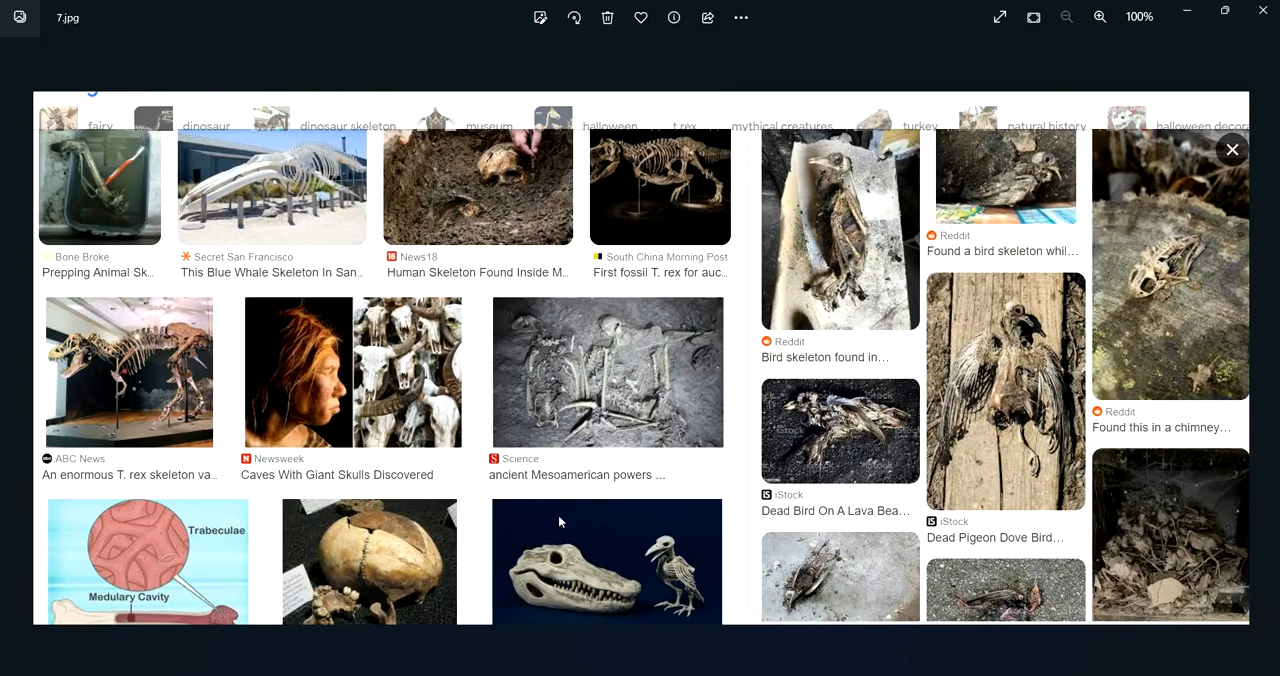 7.jpg
100%
fairy
dinosaur
dinosaur skeleton
museum
halloween
t rex
mythical creatures
turkey
natural history
halloween decora
Bone Broke
Prepping Animal Sk...
Secret San Francisco
This Blue Whale Skeleton In San...
News18
Human Skeleton Found Inside M...
South China Morning Post
First fossil T. rex for auc...
ABC News
An enormous T. rex skeleton va...
Newsweek
Caves With Giant Skulls Discovered
Science
ancient Mesoamerican powers ...
Trabeculae
Medulary Cavity
Reddit
Bird skeleton found in...
iStock
Dead Bird On A Lava Bea...
Reddit
Found a bird skeleton whil...
iStock
Dead Pigeon Dove Bird...
Reddit
Found this in a chimney...